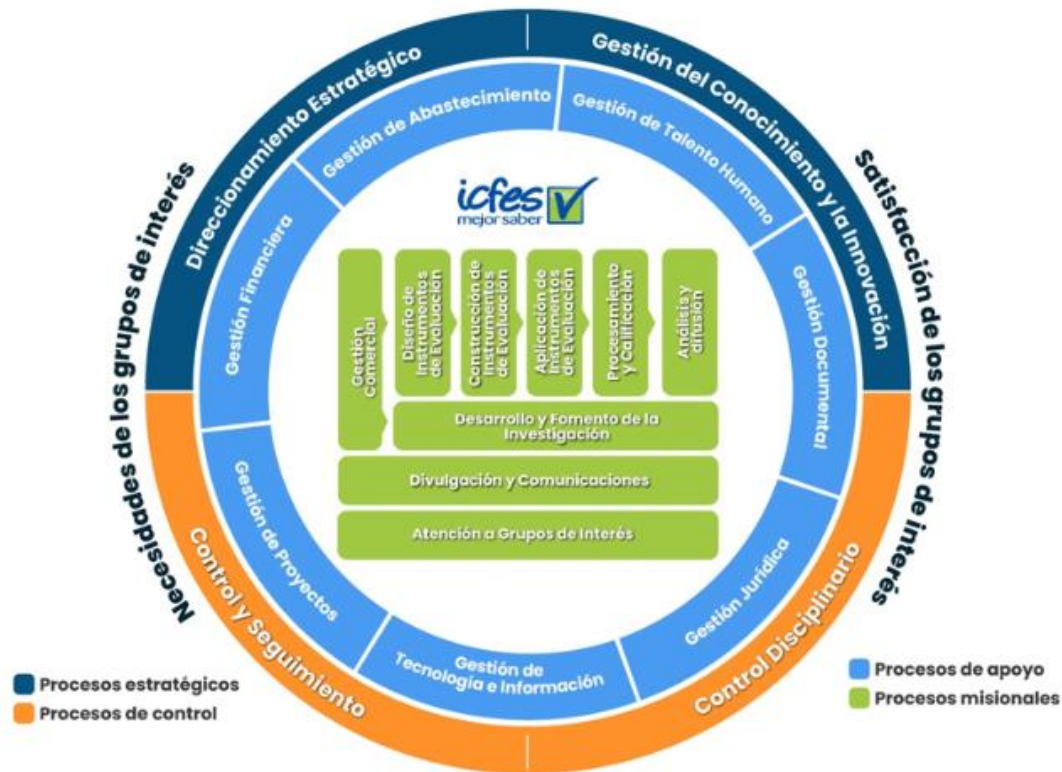 Direccionamiento Estratégico
Gestión del Conocimiento y la Innovación
Necesidades de los grupos de interés
Satisfacción de los grupos de interés
Gestión Financiera
Gestión de Abastecimiento
Gestión de Talento Humano
Gestión Documental
icfes
mejor saber
Gestión
Comercial
Diseño de
Instrumentos
de Evaluación
Construcción de
Instrumentos
de Evaluación
Aplicación de
Instrumentos
de Evaluación
Procesamiento
y Calificación
Análisis y
difusión
Desarrollo y Fomento de la
Investigación
Divulgación y Comunicaciones
Atención a Grupos de Interés
Gestión de Proyectos
Gestión de
Tecnología e Información
Gestión Jurídica
Control y Seguimiento
Control Disciplinario
Procesos estratégicos
Procesos de control
Procesos de apoyo
Procesos misionales